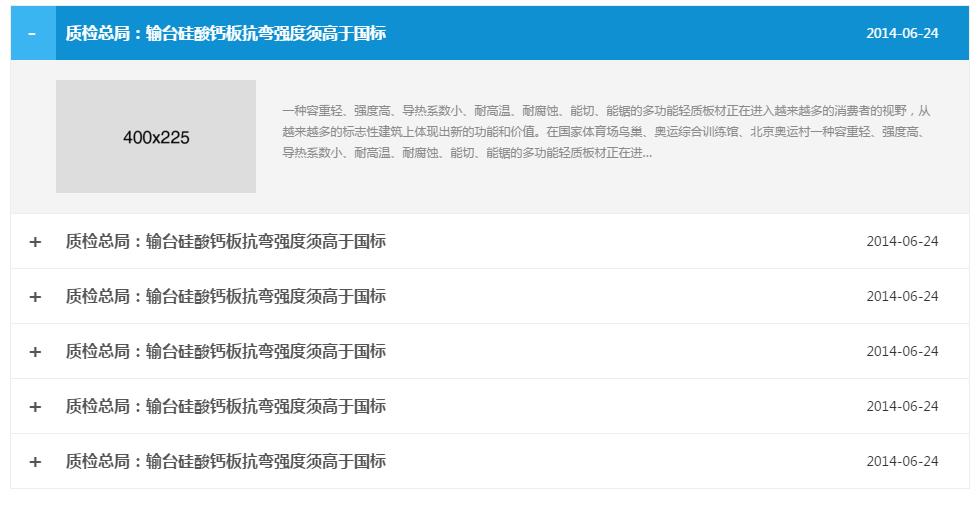 - 质检总局：输台硅酸钙板抗弯强度须高于国标 2014-06-24
400x225
一种容重轻、强度高、导热系数小、耐高温、耐腐蚀、能切、能锯的多功能轻质板材正在进入越来越多的消费者的视野，从
越来越多的标志性建筑上体现出新的功能和价值。在国家体育场鸟巢、奥运综合训练馆、北京奥运村一种容重轻、强度高、
导热系数小、耐高温、耐腐蚀、能切、能锯的多功能轻质板材正在进...
+ 质检总局：输台硅酸钙板抗弯强度须高于国标 2014-06-24
+ 质检总局：输台硅酸钙板抗弯强度须高于国标 2014-06-24
+ 质检总局：输台硅酸钙板抗弯强度须高于国标 2014-06-24
+ 质检总局：输台硅酸钙板抗弯强度须高于国标 2014-06-24
+ 质检总局：输台硅酸钙板抗弯强度须高于国标 2014-06-24